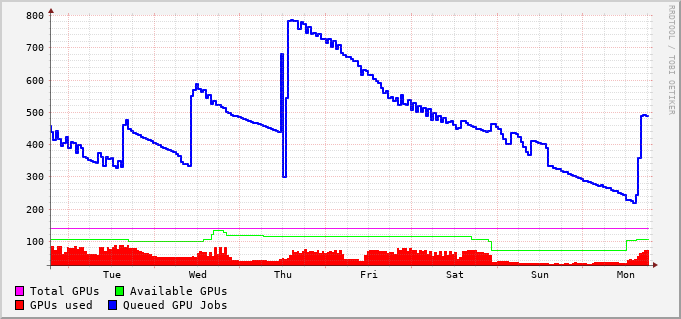 800
700
600
500
400
300
200
100
Tue Wed Thu Fri Sat Sun Mon
Total GPUs Available GPUs
GPUs used Queued GPU Jobs
RRDTOOL / TOBI OETIKER